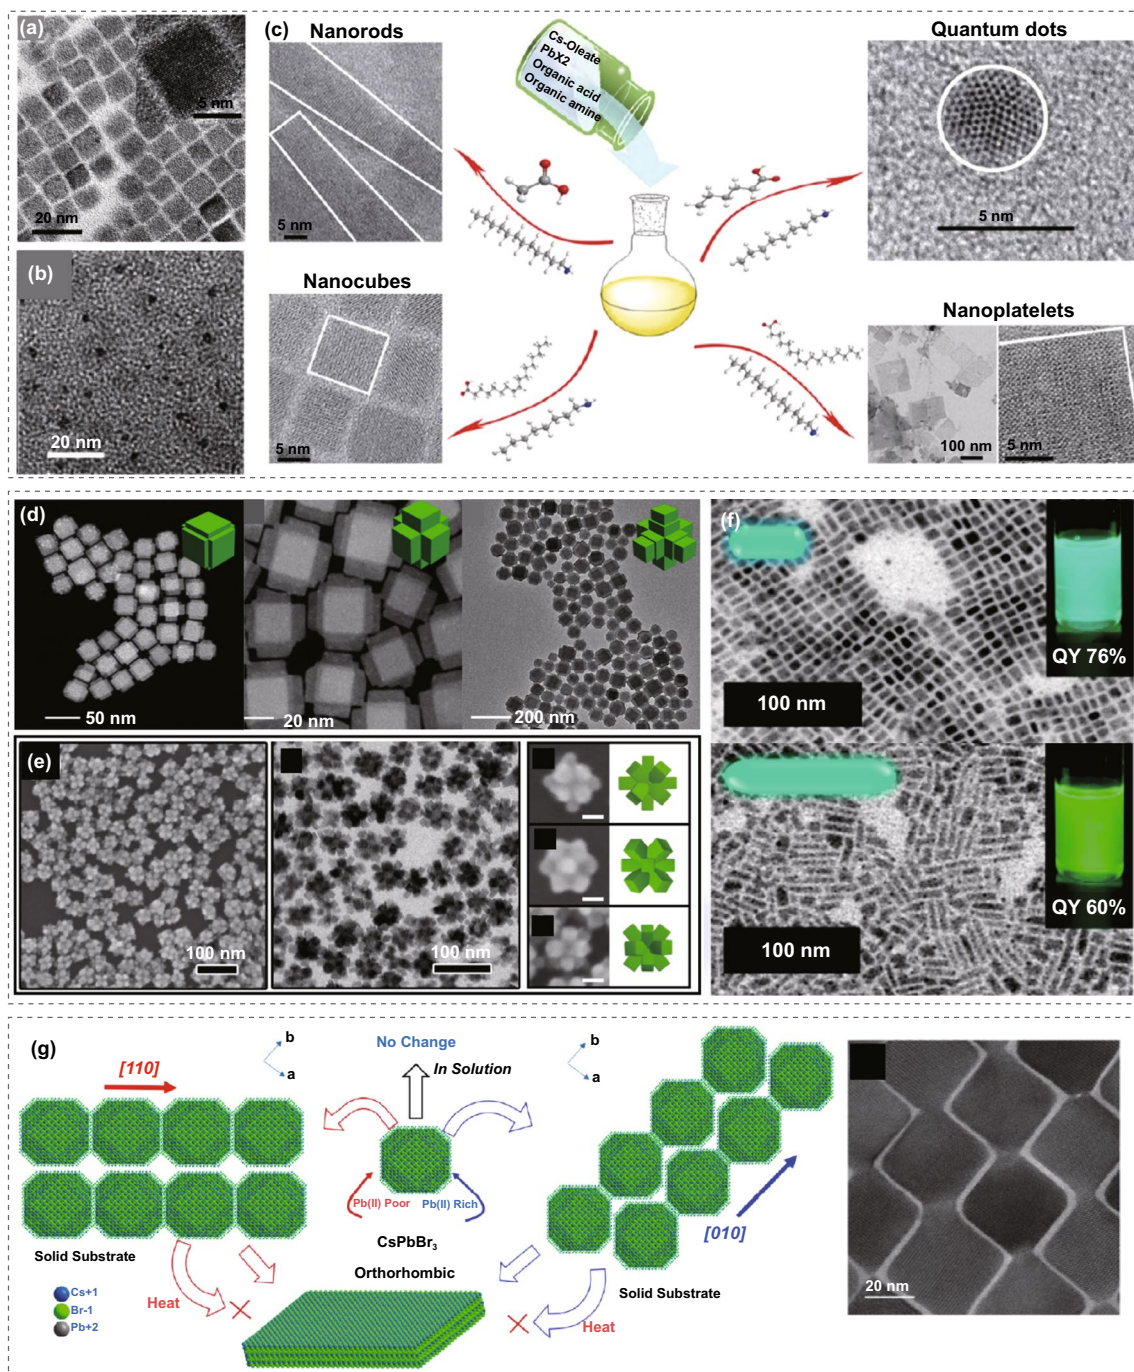 (a)
5 nm
20 nm
(b)
20 nm
(c)
Nanorods
5 nm
Cs-Oleate
PbX2
Organic acid
Organic amine
Quantum dots
5 nm
Nanocubes
5 nm
Nanoplatelets
100 nm
5 nm
(d)
50 nm
20 nm
200 nm
(e)
100 nm
100 nm
(f)
QY 76%
100 nm
QY 60%
100 nm
(g)
[110]
b
a
No Change
In Solution
Pb(II) Poor
Pb(II) Rich
CsPbBr₃
Orthorhombic
b
a
[010]
Solid Substrate
Heat
Cs+1
Br-1
Pb+2
Solid Substrate
Heat
20 nm